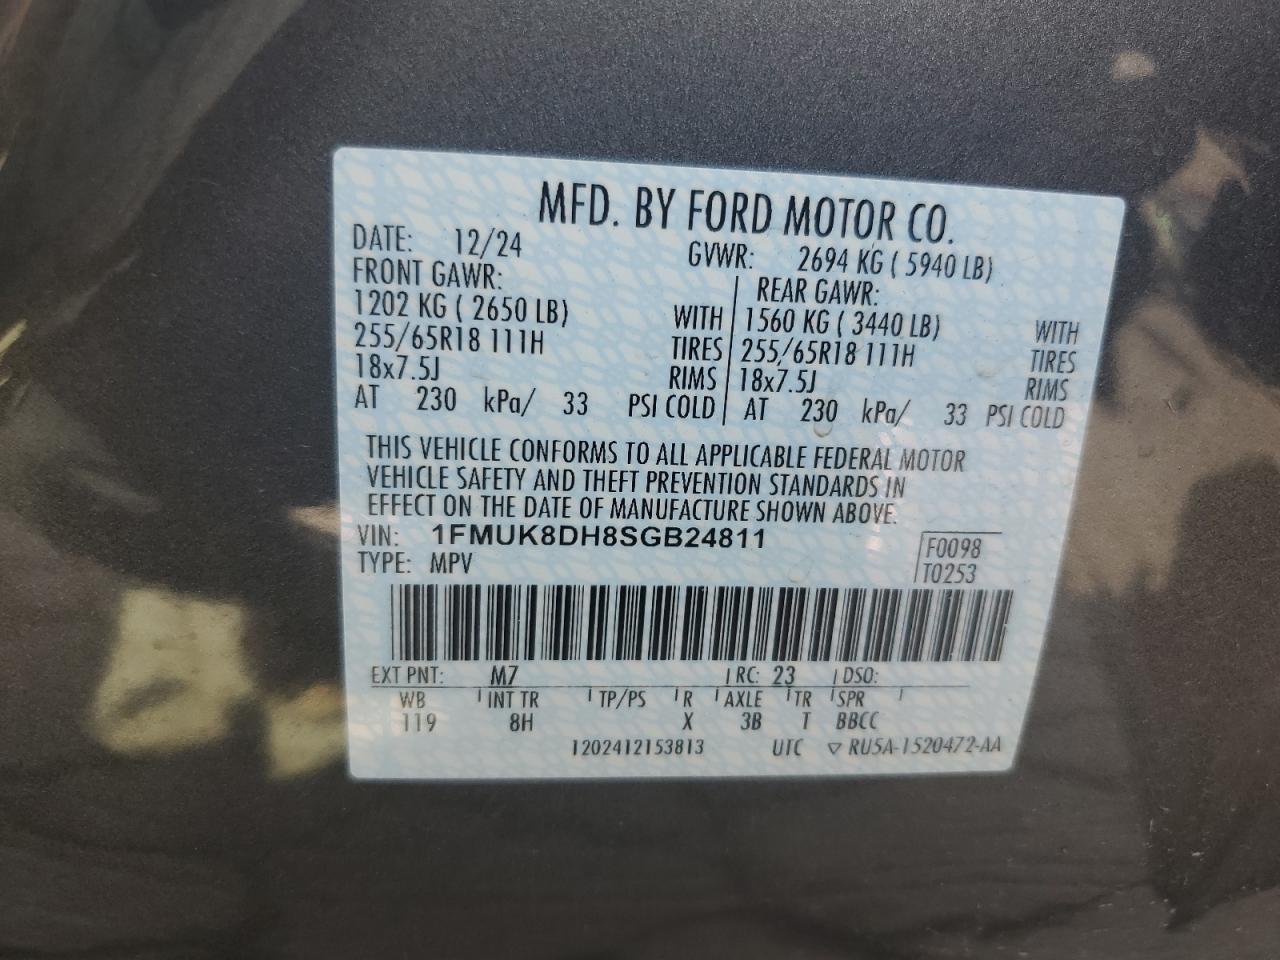 MFD. BY FORD MOTOR CO.
DATE: 12/24 GVWR: 2694 KG ( 5940 LB)
FRONT GAWR: REAR GAWR:
1202 KG ( 2650 LB) WITH 1560 KG ( 3440 LB) WITH
255/65R18 111H TIRES 255/65R18 111H TIRES
18x7.5J RIMS 18x7.5J RIMS
AT 230 kPa/ 33 PSI COLD AT 230 kPa/ 33 PSI COLD
THIS VEHICLE CONFORMS TO ALL APPLICABLE FEDERAL MOTOR
VEHICLE SAFETY AND THEFT PREVENTION STANDARDS IN
EFFECT ON THE DATE OF MANUFACTURE SHOWN ABOVE.
VIN: 1FMUK8DH8SGB24811 F0098
TYPE: MPV T0253
EXT PNT: M7 RC: 23 DSO:
WB INT TR TP/PS R AXLE TR SPR
119 8H X 3B T BBCC
1202412153813 UTC ▽ RU5A-1520472-AA